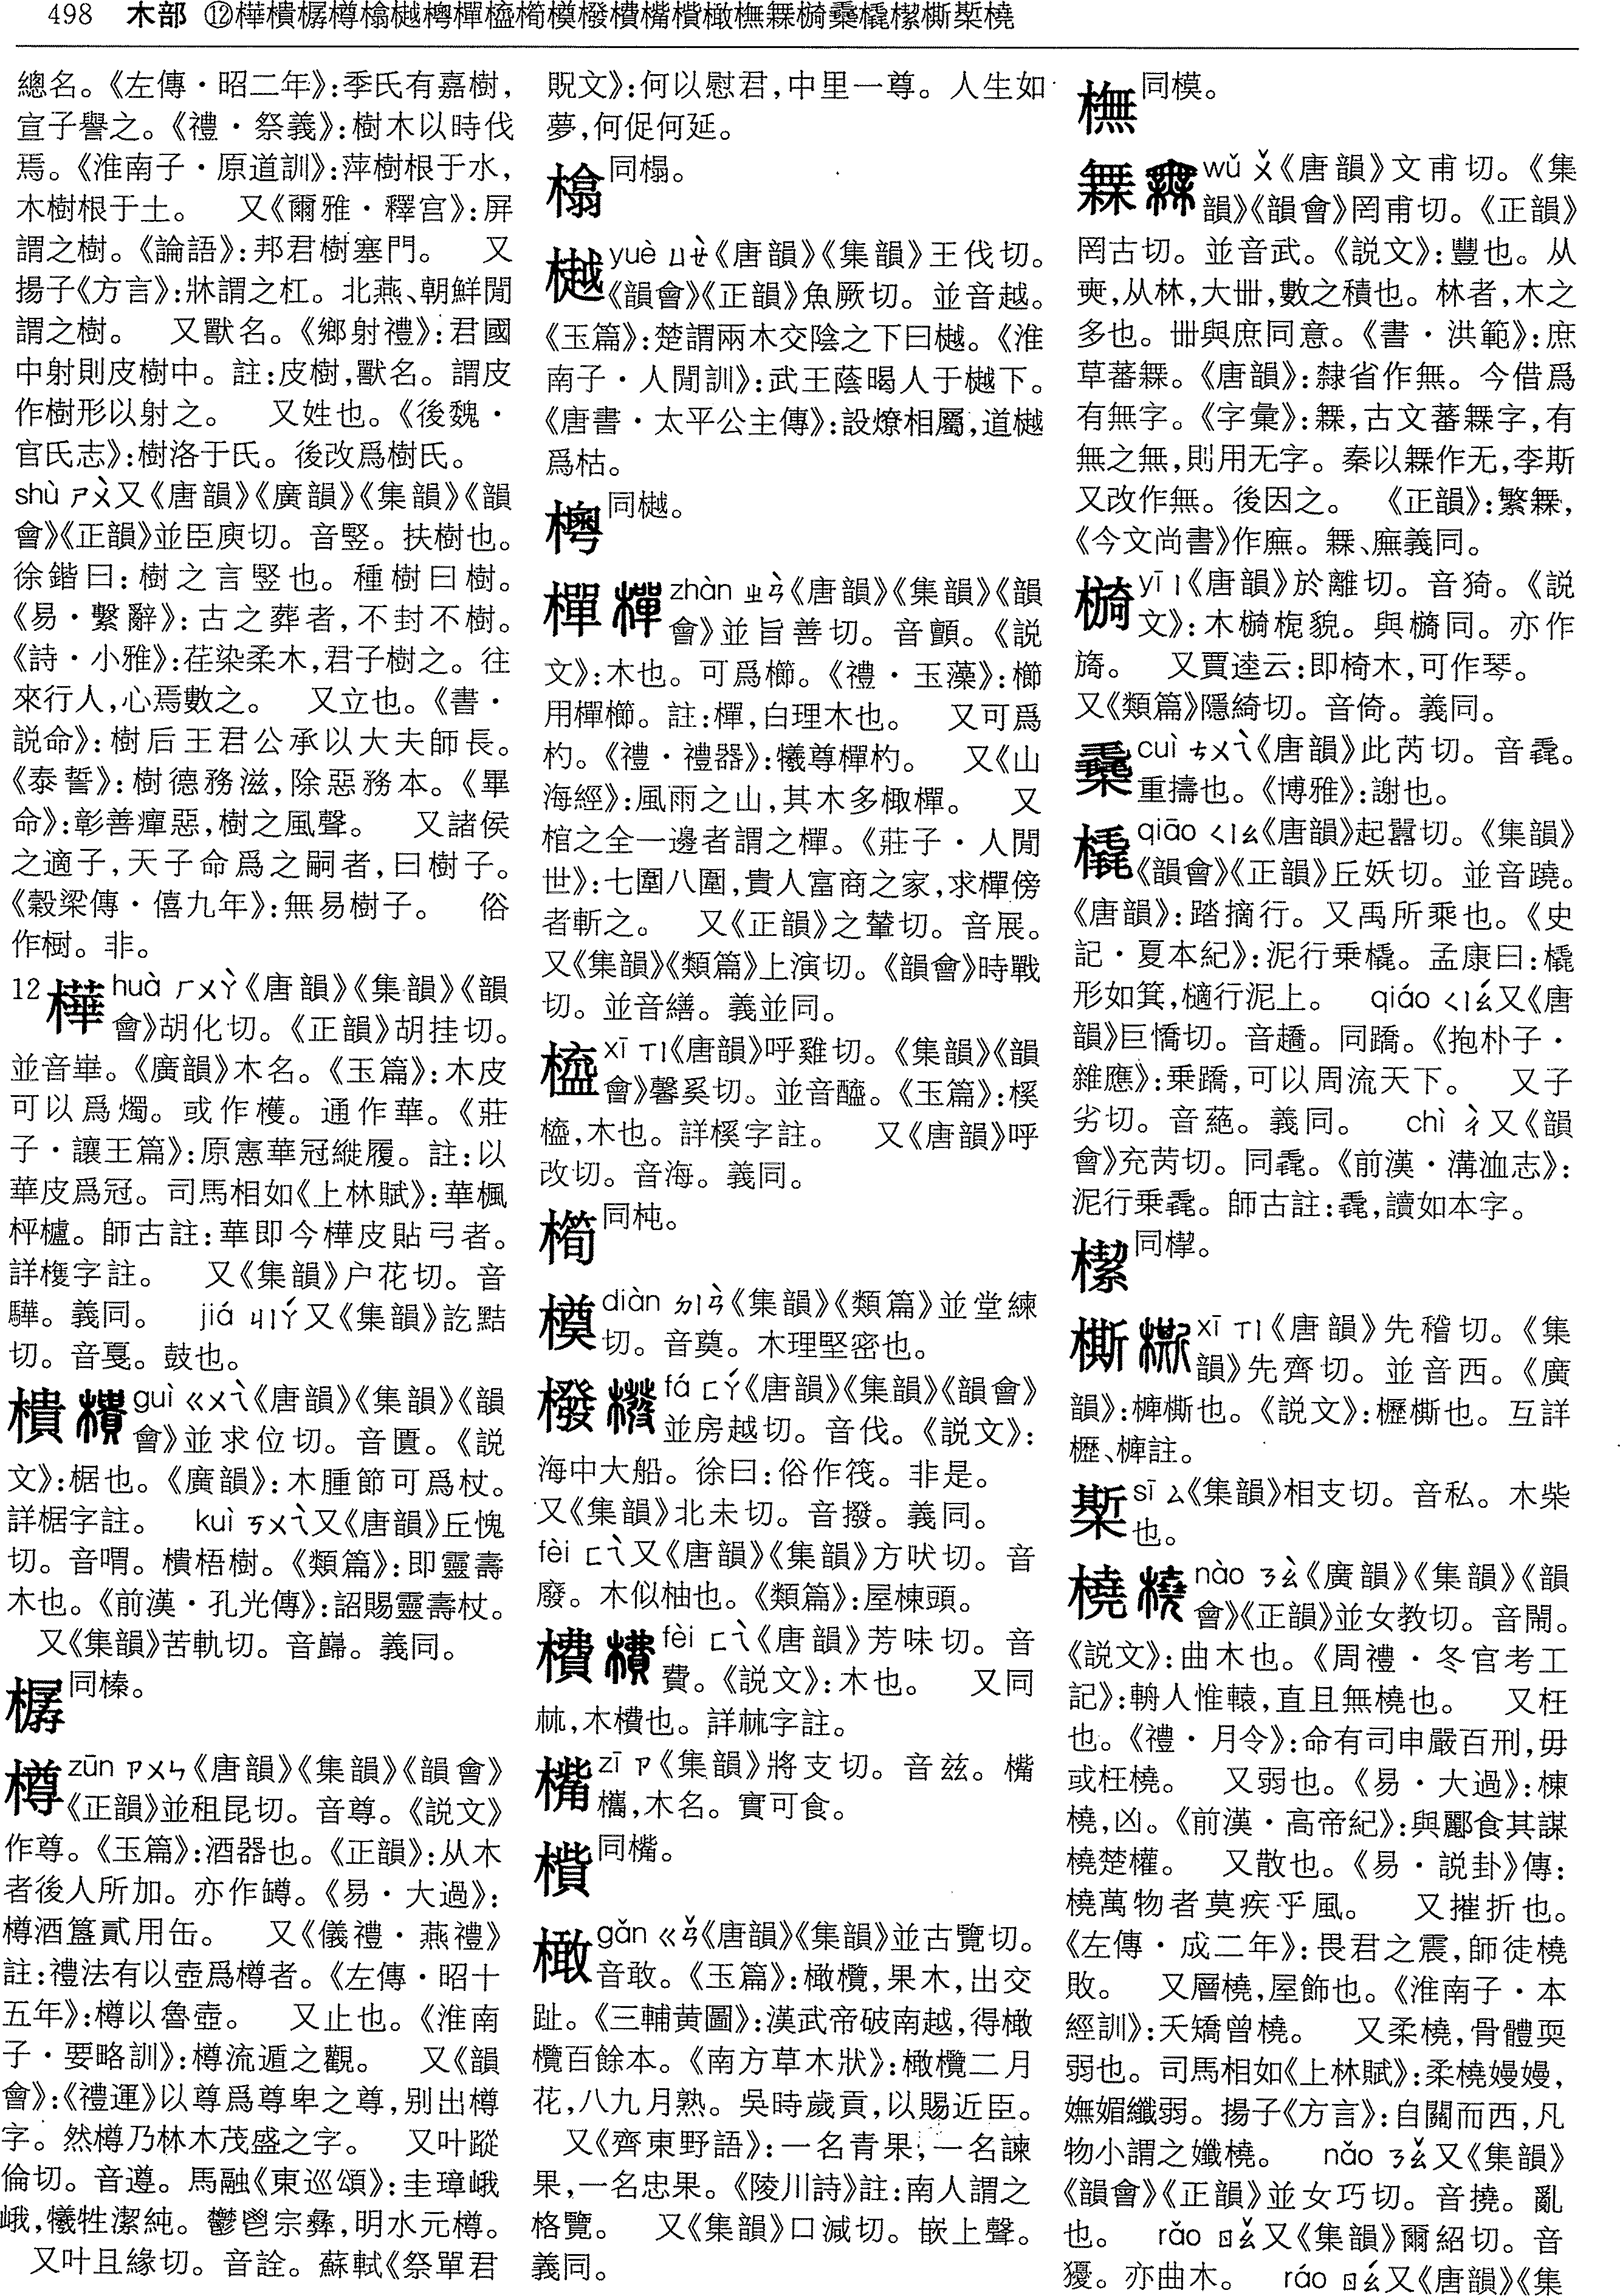 498 木部 ⑫樺樻樼樽榻樾樗樿橀橁橂橃櫕橴橔橄橅橆檹橇橇樏槒槧橈
總名。《左傳·昭二年》:季氏有嘉樹,
宣子譽之。《禮·祭義》:樹木以時伐
焉。《淮南子·原道訓》:萍樹根于水,
木樹根于土。 又《爾雅·釋宫》:屏
謂之樹。《論語》:邦君樹塞門。 又
揚子《方言》:牀謂之杠。北燕、朝鮮閒
謂之樹。 又獸名。《鄉射禮》:君國
中射則皮樹中。註:皮樹,獸名。謂皮
作樹形以射之。 又姓也。《後魏·
官氏志》:樹洛于氏。後改爲樹氏。
shù ㄕㄨˋ又《唐韻》《廣韻》《集韻》《韻
會》《正韻》並臣庾切。音竪。扶樹也。
徐鍇曰:樹之言竪也。種樹曰樹。
《易·繫辭》:古之葬者,不封不樹。
《詩·小雅》:荏染柔木,君子樹之。往
來行人,心焉數之。 又立也。《書·
説命》:樹后王君公承以大夫師長。
《泰誓》:樹德務滋,除惡務本。《畢
命》:彰善癉惡,樹之風聲。 又諸侯
之適子,天子命爲之嗣者,曰樹子。
《穀梁傳·僖九年》:無易樹子。 俗
作樹。非。
12 樺 huà ㄏㄨㄚˋ《唐韻》《集韻》《韻
會》胡化切。《正韻》胡挂切。
並音崋。《廣韻》木名。《玉篇》:木皮
可以爲燭。或作檴。通作華。《莊
子·讓王篇》:原憲華冠縰履。註:以
華皮爲冠。司馬相如《上林賦》:華楓
枰櫨。師古註:華即今樺皮貼弓者。
詳檴字註。 又《集韻》户花切。音
驊。義同。 jiá ㄐㄧㄚˊ又《集韻》訖黠
切。音戛。鼓也。
樻 guì ㄍㄨㄟˋ《唐韻》《集韻》《韻
會》並求位切。音匱。《説
文》:椐也。《廣韻》:木腫節可爲杖。
詳椐字註。 kuì ㄎㄨㄟˋ又《唐韻》丘愧
切。音喟。樻梧樹。《類篇》:即靈壽
木也。《前漢·孔光傳》:詔賜靈壽杖。
又《集韻》苦軌切。音巋。義同。
樼 同榛。
樽 zūn ㄗㄨㄣ《唐韻》《集韻》《韻會》
《正韻》並租昆切。音尊。《説文》
作尊。《玉篇》:酒器也。《正韻》:从木
者後人所加。亦作罇。《易·大過》:
樽酒簋貳用缶。 又《儀禮·燕禮》
註:禮法有以壺爲樽者。《左傳·昭十
五年》:樽以魯壺。 又止也。《淮南
子·要略訓》:樽流遁之觀。 又《韻
會》:《禮運》以尊爲尊卑之尊,别出樽
字。然樽乃林木茂盛之字。 又叶蹤
倫切。音遵。馬融《東巡頌》:圭璋峨
峨,犧牲潔純。鬱鬯宗彝,明水元樽。
又叶且緣切。音詮。蘇軾《祭單君
貺文》:何以慰君,中里一尊。人生如
夢,何促何延。
同榻。
樾 yuè ㄩㄝˋ《唐韻》《集韻》王伐切。
《韻會》《正韻》魚厥切。並音越。
《玉篇》:楚謂兩木交陰之下曰樾。《淮
南子·人閒訓》:武王蔭暍人于樾下。
《唐書·太平公主傳》:設燎相屬,道樾
爲枯。
同樾。
樿 zhàn ㄓㄢˋ《唐韻》《集韻》《韻
會》並旨善切。音顫。《説
文》:木也。可爲櫛。《禮·玉藻》:櫛
用樿櫛。註:樿,白理木也。 又可爲
杓。《禮·禮器》:犧尊樿杓。 又《山
海經》:風雨之山,其木多棷樿。 又
棺之全一邊者謂之樿。《莊子·人閒
世》:七圍八圍,貴人富商之家,求樿傍
者斬之。 又《正韻》之輦切。音展。
又《集韻》《類篇》上演切。《韻會》時戰
切。並音繕。義並同。
橀 xī ㄒㄧ《唐韻》呼雞切。《集韻》《韻
會》馨奚切。並音醯。《玉篇》:榽
橀,木也。詳榽字註。 又《唐韻》呼
改切。音海。義同。
橁 同杶。
橂 diàn ㄉㄧㄢˋ《集韻》《類篇》並堂練
切。音奠。木理堅密也。
橃 fá ㄈㄚˊ《唐韻》《集韻》《韻會》
並房越切。音伐。《説文》:
海中大船。徐曰:俗作筏。非是。
又《集韻》北末切。音撥。義同。
fèi ㄈㄟˋ又《唐韻》《集韻》方吠切。音
廢。木似柚也。《類篇》:屋棟頭。
櫠 fèi ㄈㄟˋ《唐韻》芳味切。音
費。《説文》:木也。 又同
秫,木橨也。詳秫字註。
zī ㄗ《集韻》將支切。音兹。
,木名。實可食。
橄 gǎn ㄍㄢˇ《唐韻》《集韻》並古覽切。
音敢。《玉篇》:橄欖,果木,出交
趾。《三輔黄圖》:漢武帝破南越,得橄
欖百餘本。《南方草木狀》:橄欖二月
花,八九月熟。吳時歲貢,以賜近臣。
又《齊東野語》:一名青果,一名諫
果,一名忠果。《陵川詩》註:南人謂之
格覽。 又《集韻》口減切。嵌上聲。
義同。
橅 同模。
橆 wǔ ㄨˇ《唐韻》文甫切。《集
韻》《韻會》罔甫切。《正韻》
罔古切。並音武。《説文》:豐也。从
奭,从林,大卌,數之積也。林者,木之
多也。卌與庶同意。《書·洪範》:庶
草蕃橆。《唐韻》:隸省作無。今借爲
有無字。《字彙》:橆,古文蕃橆字,有
無之無,則用无字。秦以橆作无,李斯
又改作無。後因之。 《正韻》:繁橆,
《今文尚書》作廡。橆、廡義同。
檹 yī ㄧ《唐韻》於離切。音猗。《説
文》:木檹柂貌。與檹同。亦作
旖。 又賈逵云:即椅木,可作琴。
又《類篇》隱綺切。音倚。義同。
cuì ㄘㄨㄟˋ《唐韻》此芮切。音毳。
重擣也。《博雅》:謝也。
橇 qiāo ㄑㄧㄠ《唐韻》起嚻切。《集韻》
《韻會》《正韻》丘妖切。並音蹺。
《唐韻》:踏摘行。又禹所乘也。《史
記·夏本紀》:泥行乗橇。孟康曰:橇
形如箕,擿行泥上。 qiáo ㄑㄧㄠˊ又《唐
韻》巨憍切。音趫。同蹻。《抱朴子·
雜應》:乗蹻,可以周流天下。 又子
劣切。音蕝。義同。 chì ㄔˋ又《韻
會》充芮切。同毳。《前漢·溝洫志》:
泥行乗毳。師古註:毳,讀如本字。
xī ㄒㄧ《唐韻》先稽切。《集
韻》先齊切。並音西。《廣
韻》:椑㯕也。《説文》:櫪㯕也。互詳
櫪、椑註。
sī ㄙ《集韻》相支切。音私。木柴
也。
橈 nào ㄋㄠˋ《廣韻》《集韻》《韻
會》《正韻》並女教切。音鬧。
《説文》:曲木也。《周禮·冬官考工
記》:輈人惟轅,直且無橈也。 又枉
也。《禮·月令》:命有司申嚴百刑,毋
或枉橈。 又弱也。《易·大過》:棟
橈,凶。《前漢·高帝紀》:與酈食其謀
橈楚權。 又散也。《易·説卦》傳:
橈萬物者莫疾乎風。 又摧折也。
《左傳·成二年》:畏君之震,師徒橈
敗。 又層橈,屋飾也。《淮南子·本
經訓》:夭矯曾橈。 又柔橈,骨體耎
弱也。司馬相如《上林賦》:柔橈嫚嫚,
嫵媚纖弱。揚子《方言》:自關而西,凡
物小謂之孅橈。 nǎo ㄋㄠˇ又《集韻》
《韻會》《正韻》並女巧切。音撓。亂
也。 rǎo ㄖㄠˇ又《集韻》爾紹切。音
獶。亦曲木。 ráo ㄖㄠˊ又《唐韻》《集